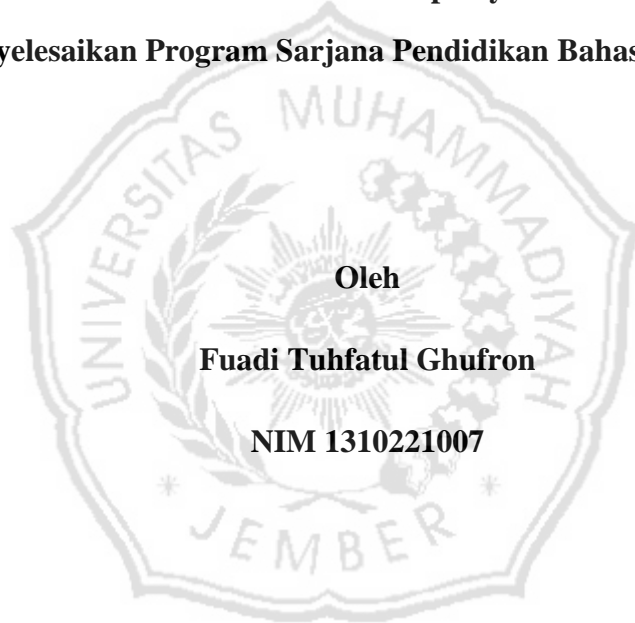 yelesaikan Program Sarjana Pendidikan Bahas
UNIVERSITAS MUHAMMADIYAH
Oleh
Fuadi Tuhfatul Ghufron
NIM 1310221007
* JEMBER *